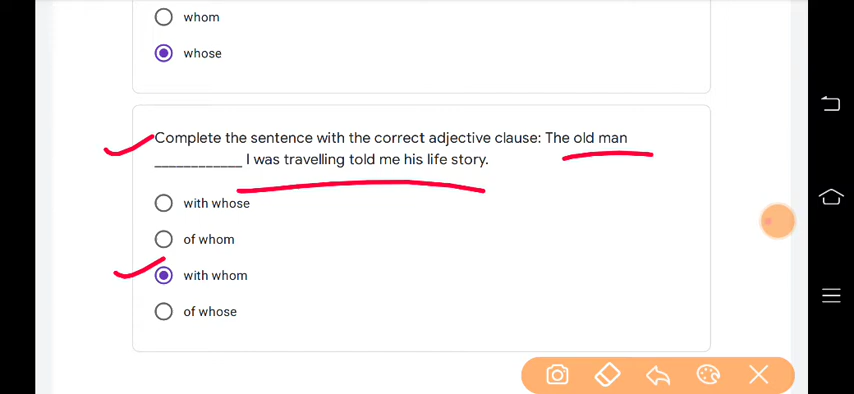 whom
whose
Complete the sentence with the correct adjective clause: The old man
____________ I was travelling told me his life story.
with whose
of whom
with whom
of whose